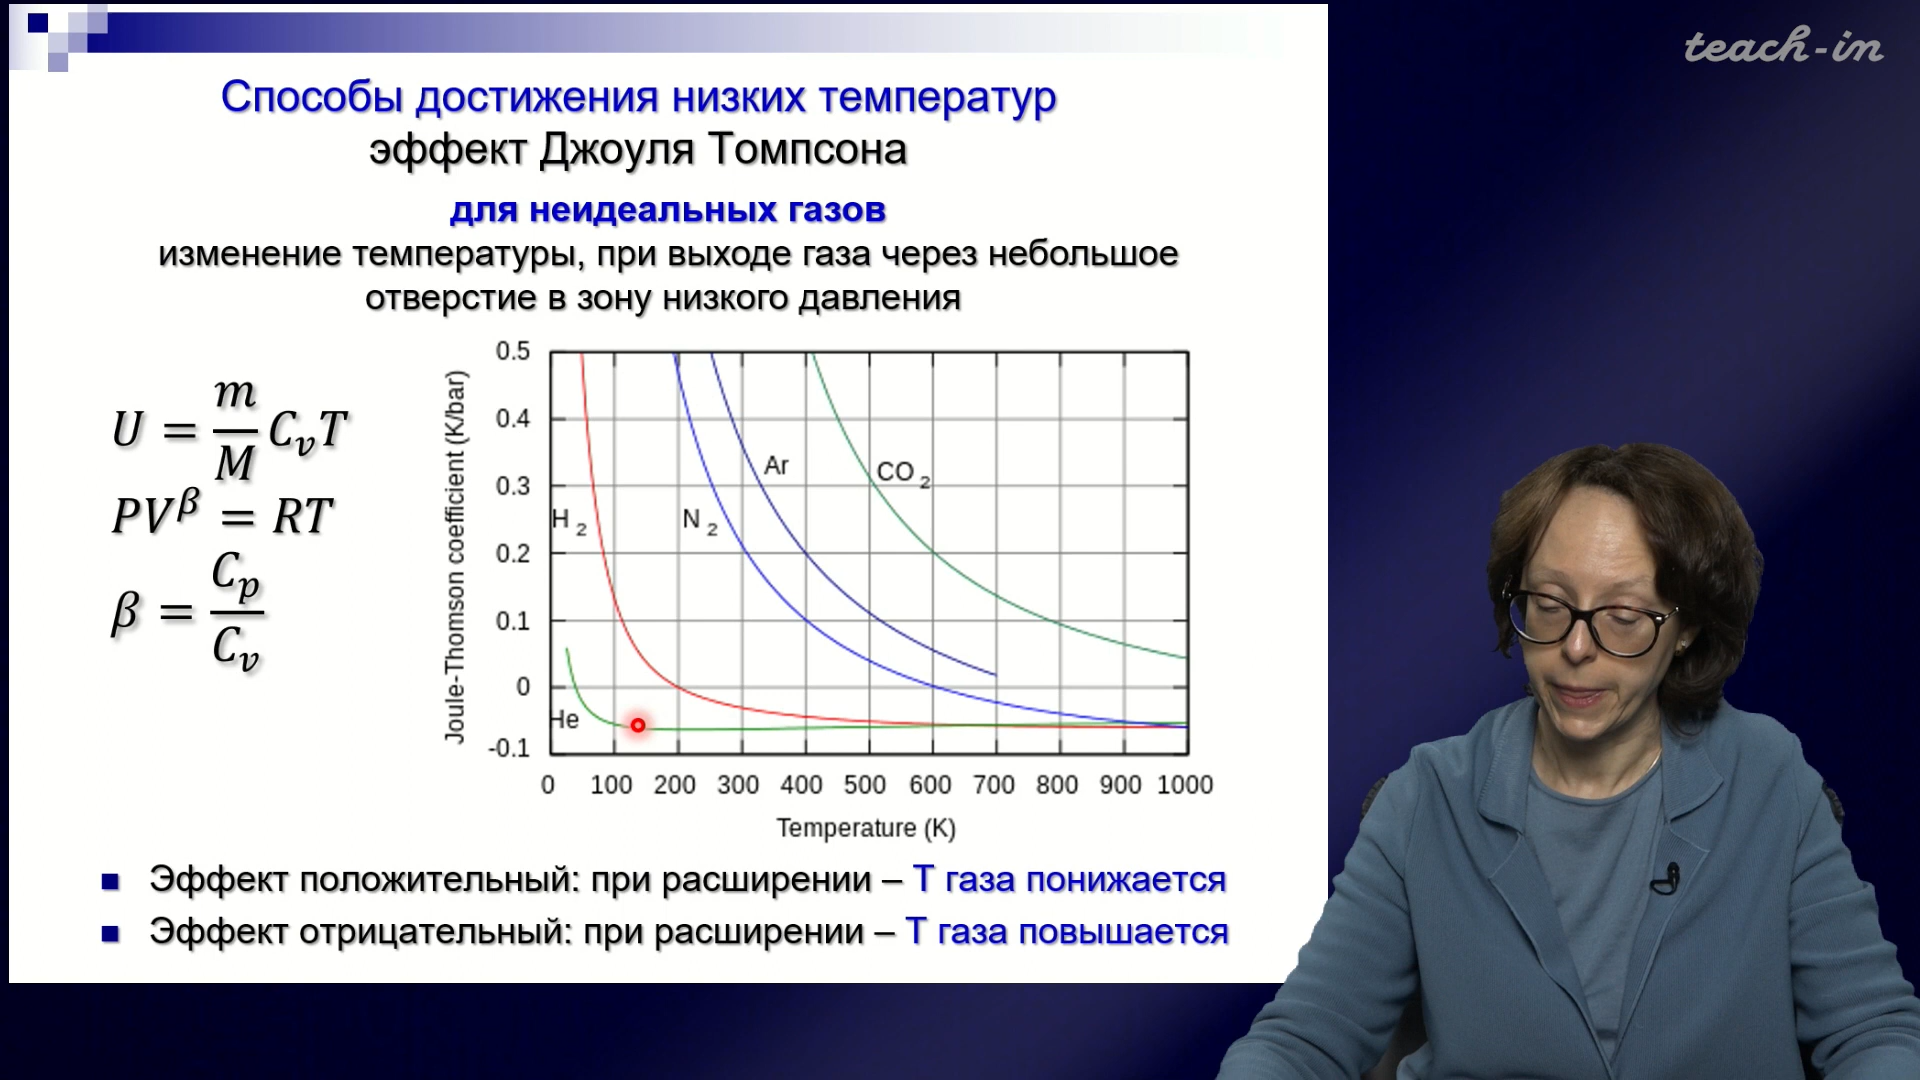 teach-in
Способы достижения низких температур
эффект Джоуля Томпсона
для неидеальных газов
изменение температуры, при выходе газа через небольшое
отверстие в зону низкого давления
U = m/M CᵥT
PV^β = RT
β = Cₚ/Cᵥ
Joule-Thomson coefficient (K/bar)
0.5
0.4
0.3
0.2
0.1
0
-0.1
H 2
N 2
Ar
CO 2
He
0 100 200 300 400 500 600 700 800 900 1000
Temperature (K)
Эффект положительный: при расширении – Т газа понижается
Эффект отрицательный: при расширении – Т газа повышается